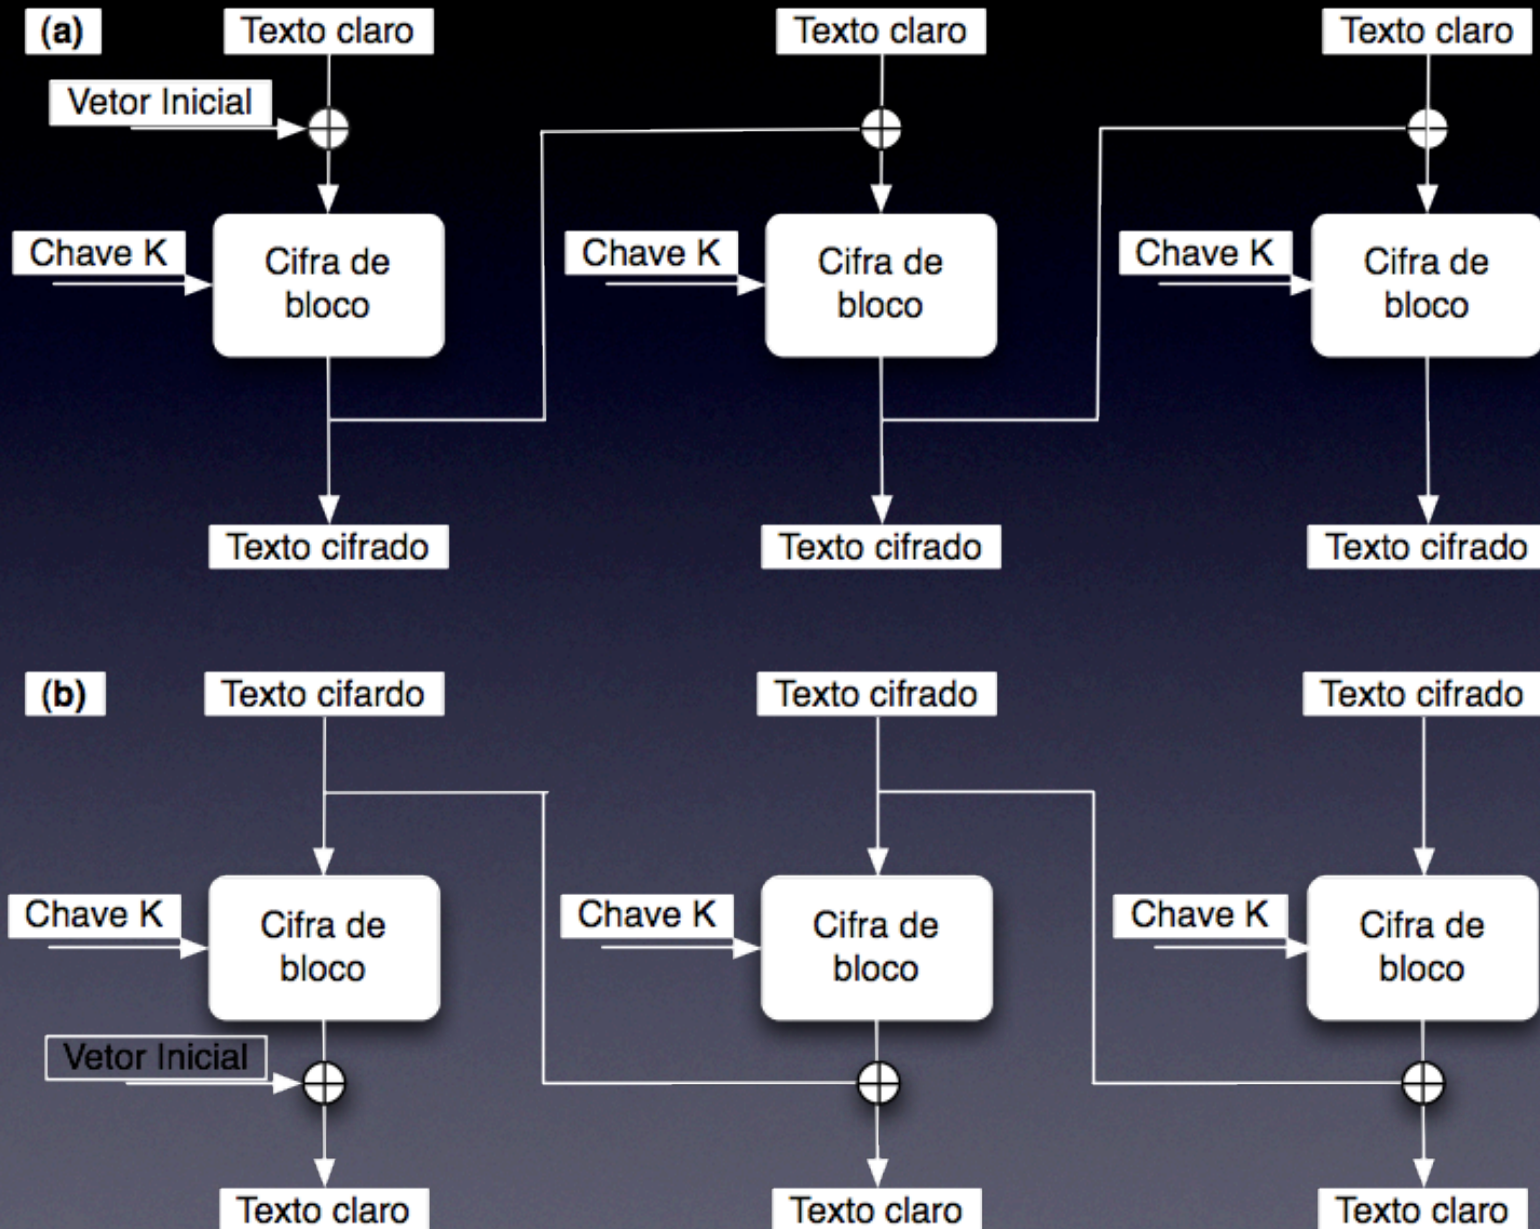 (a)
Texto claro
Texto claro
Texto claro
Vetor Inicial
Chave K
Cifra de
bloco
Chave K
Cifra de
bloco
Chave K
Cifra de
bloco
Texto cifrado
Texto cifrado
Texto cifrado
(b)
Texto cifardo
Texto cifrado
Texto cifrado
Chave K
Cifra de
bloco
Chave K
Cifra de
bloco
Chave K
Cifra de
bloco
Vetor Inicial
Texto claro
Texto claro
Texto claro